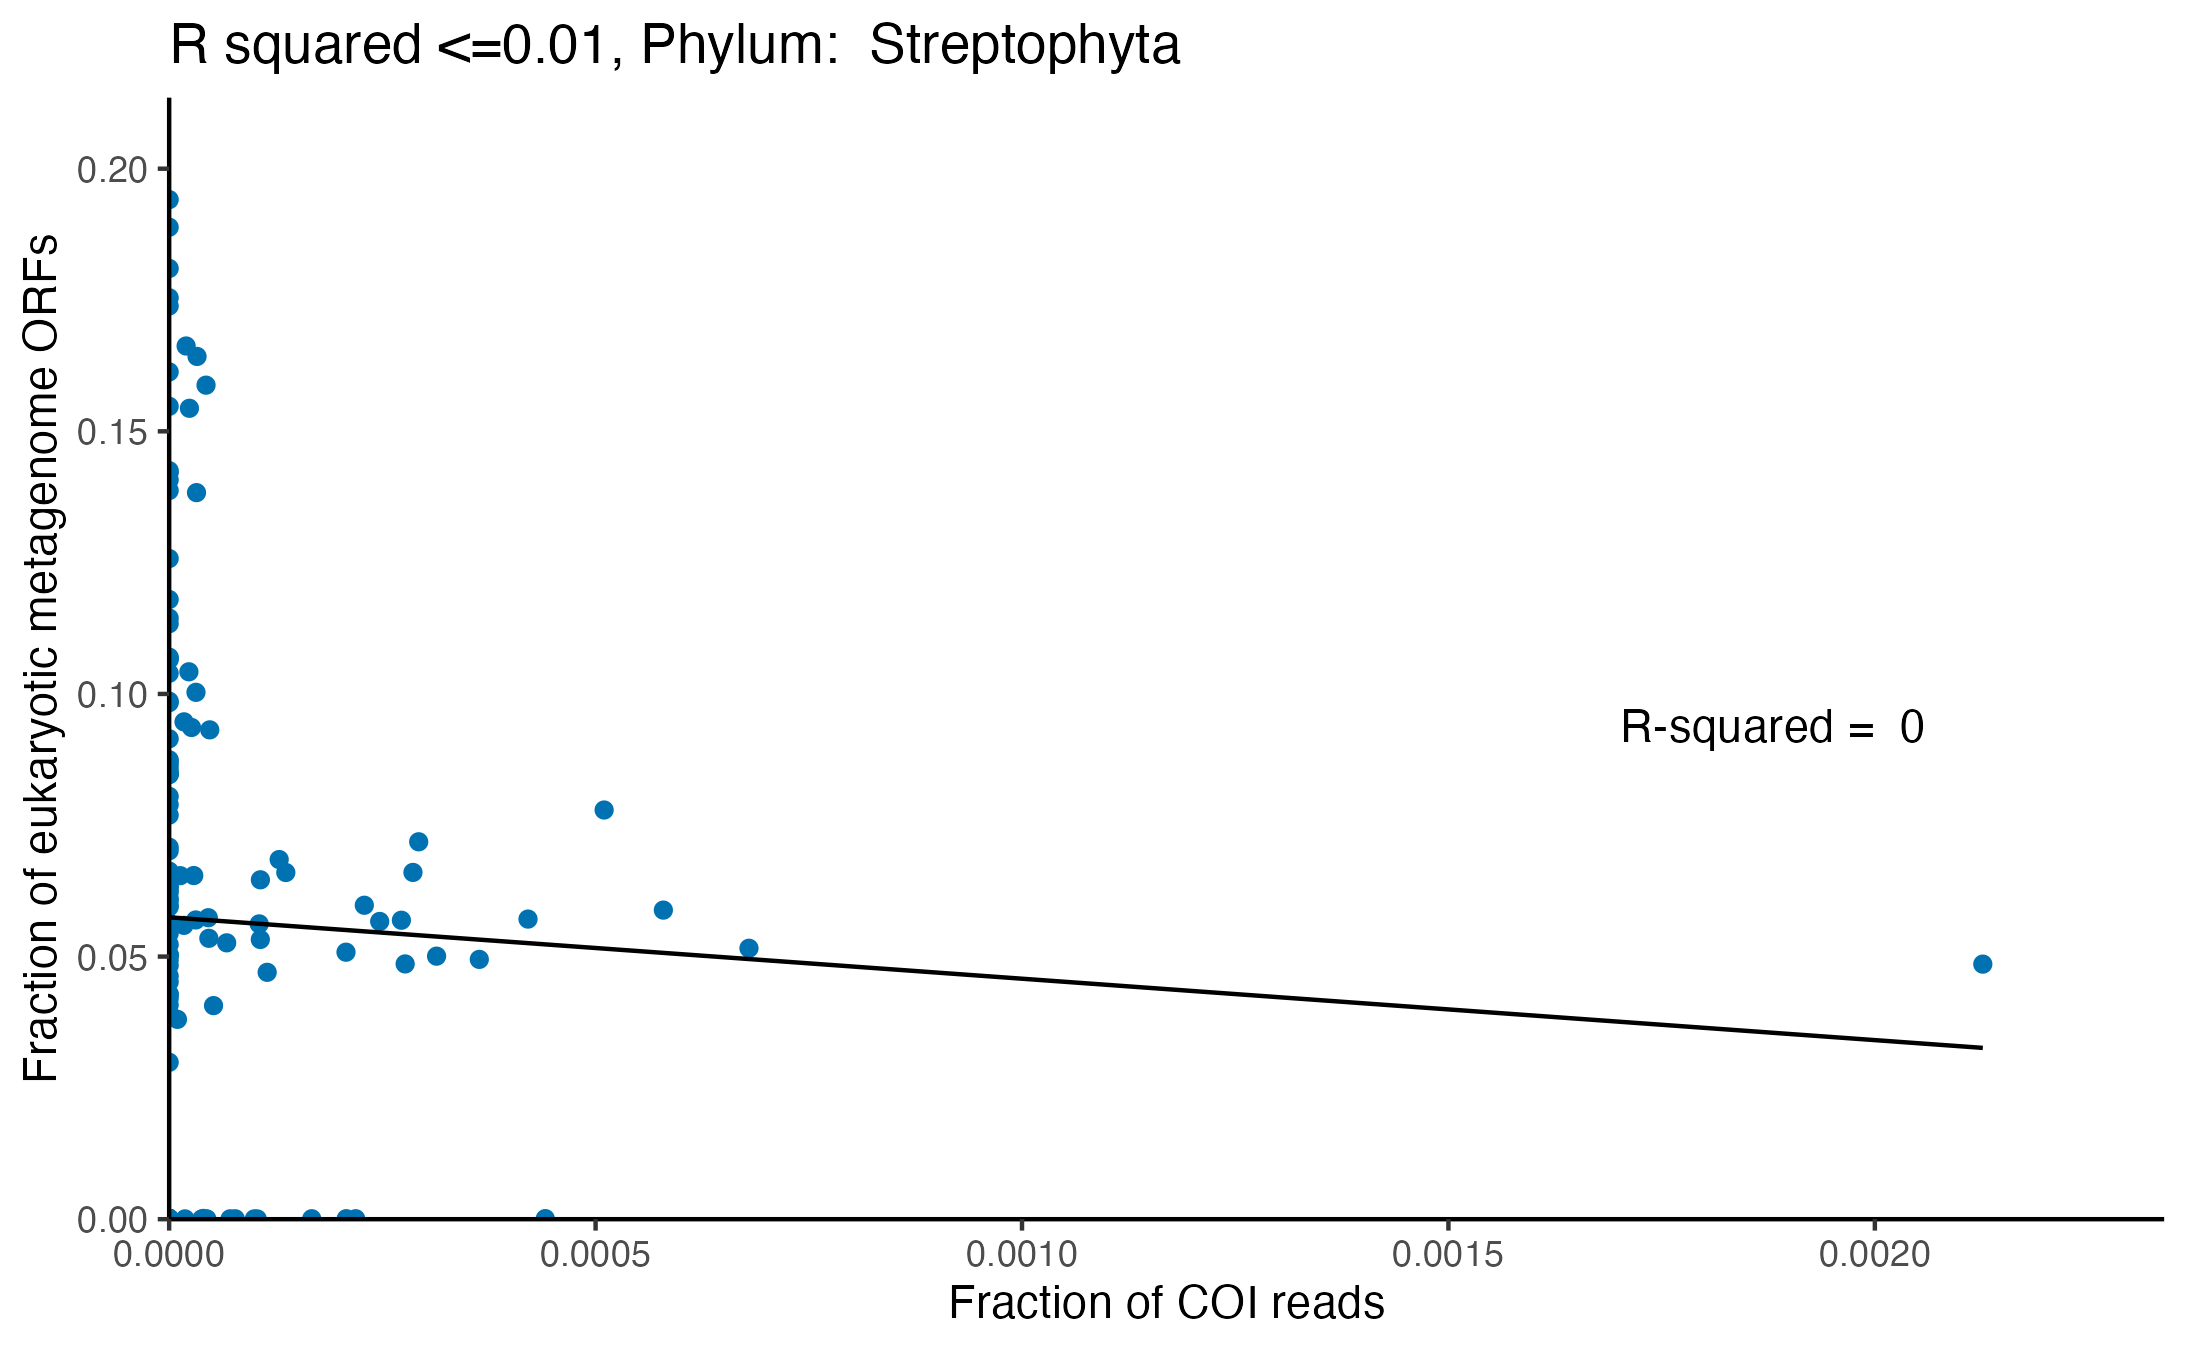 R squared <=0.01, Phylum:  Streptophyta
0.20
0.15
0.10
0.05
0.00
Fraction of eukaryotic metagenome ORFs
R-squared =  0
0.0000
0.0005
0.0010
0.0015
0.0020
Fraction of COI reads